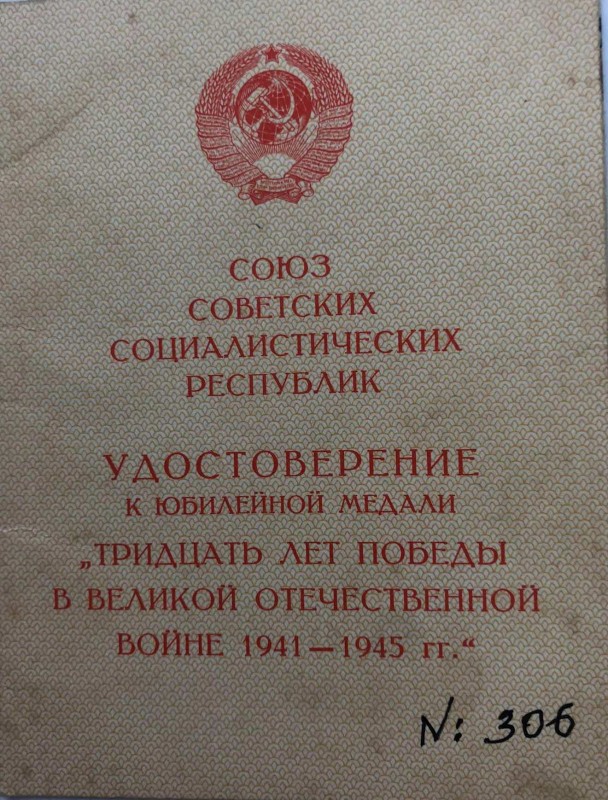 СОЮЗ
СОВЕТСКИХ
СОЦИАЛИСТИЧЕСКИХ
РЕСПУБЛИК
УДОСТОВЕРЕНИЕ
К ЮБИЛЕЙНОЙ МЕДАЛИ
„ТРИДЦАТЬ ЛЕТ ПОБЕДЫ
В ВЕЛИКОЙ ОТЕЧЕСТВЕННОЙ
ВОЙНЕ 1941—1945 гг.“
N: 306